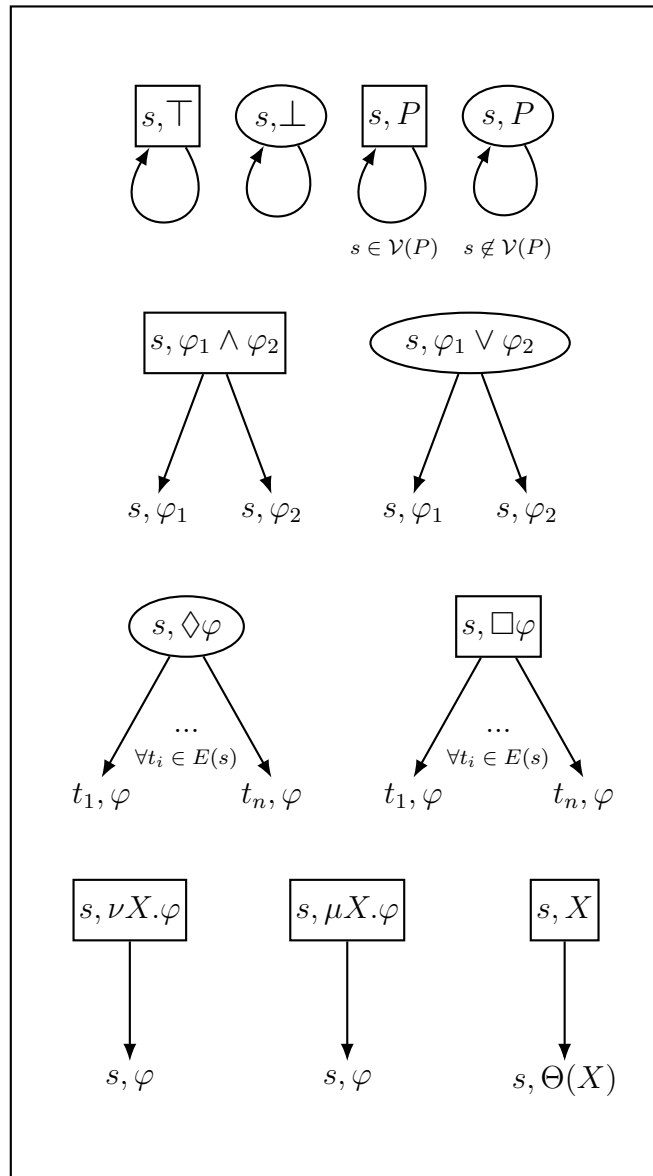 s, ⊤ s, ⊥ s, P s, P
s ∈ 𝒱(P) s ∉ 𝒱(P)
s, φ₁ ∧ φ₂ s, φ₁ ∨ φ₂
s, φ₁ s, φ₂ s, φ₁ s, φ₂
s, ◇φ s, □φ
... ...
∀tᵢ ∈ E(s) ∀tᵢ ∈ E(s)
t₁, φ tₙ, φ t₁, φ tₙ, φ
s, νX.φ s, μX.φ s, X
s, φ s, φ s, Θ(X)